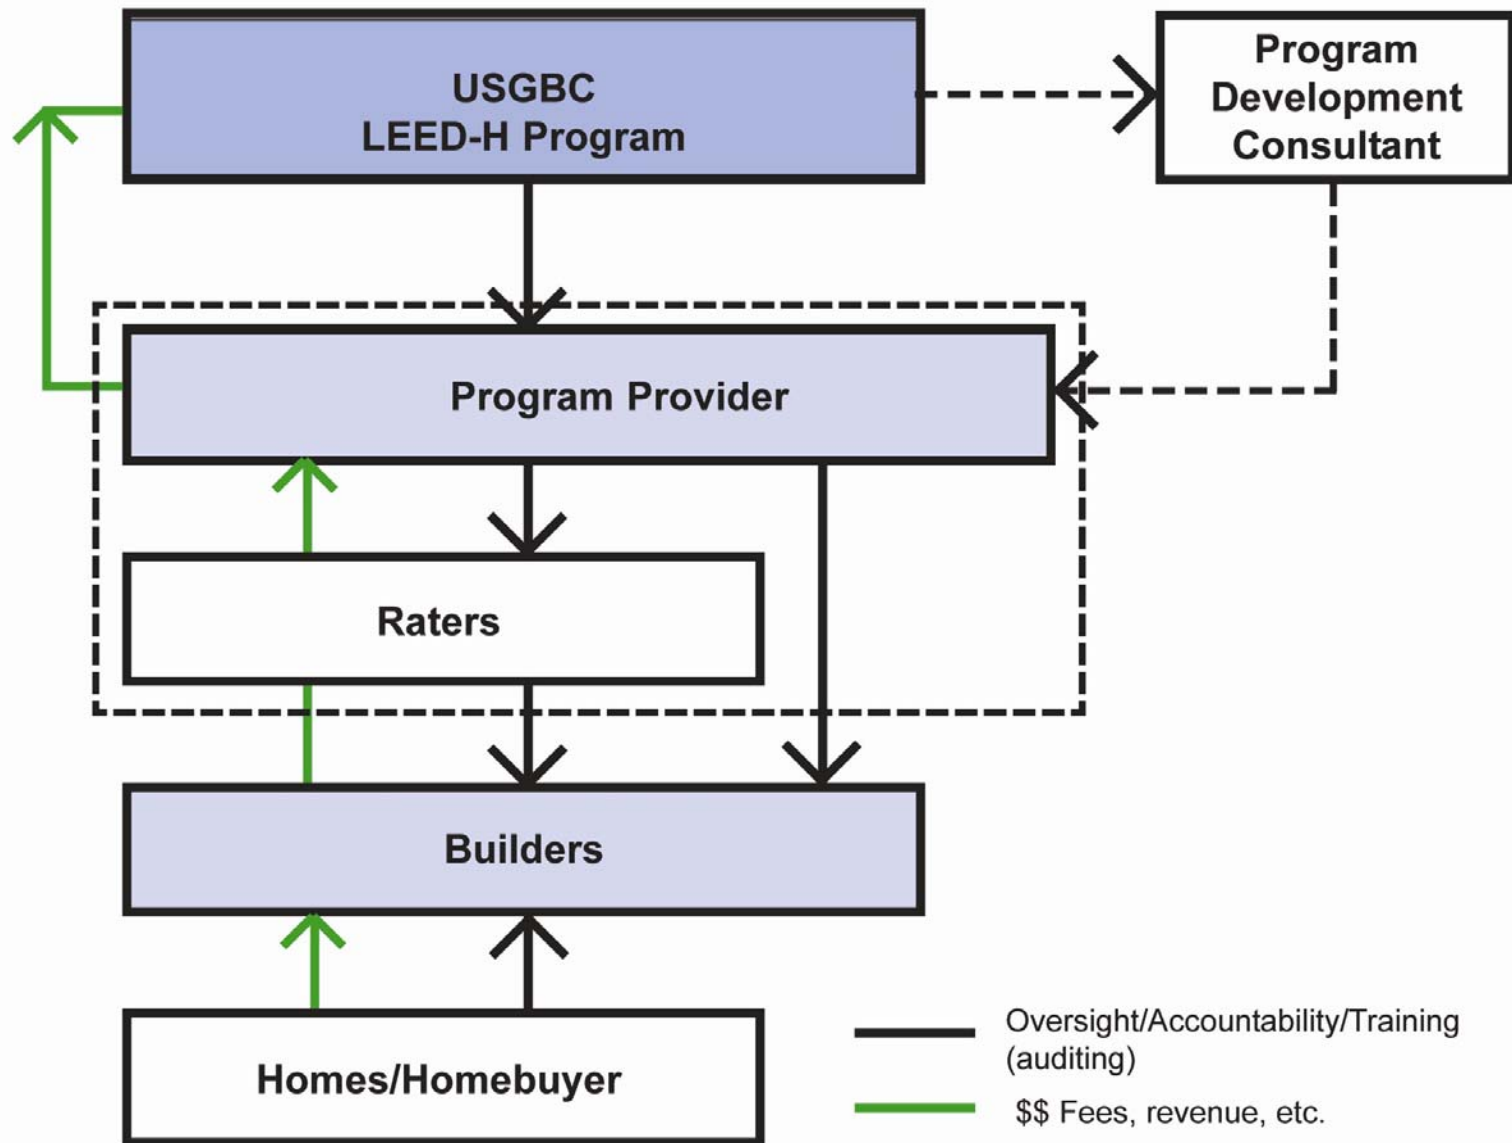 USGBC
LEED-H Program
Program
Development
Consultant
Program Provider
Raters
Builders
Homes/Homebuyer
Oversight/Accountability/Training
(auditing)
$$ Fees, revenue, etc.